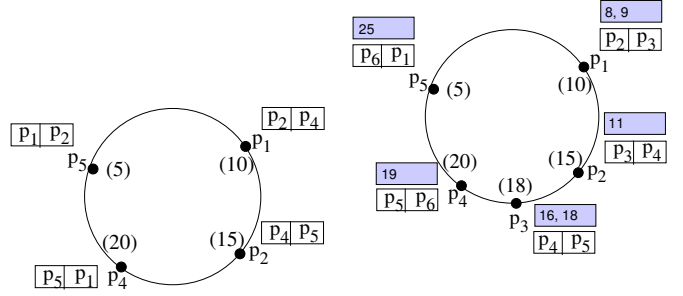 p1 p2
p5
(5)
p2 p4
p1
(10)
p4 p5
(15)
p2
(20)
p5 p1
p4
25
p6 p1
p5
(5)
8, 9
p2 p3
p1
(10)
11
p3 p4
(15)
p2
19
p5 p6
(20)
p4
(18)
p3
16, 18
p4 p5